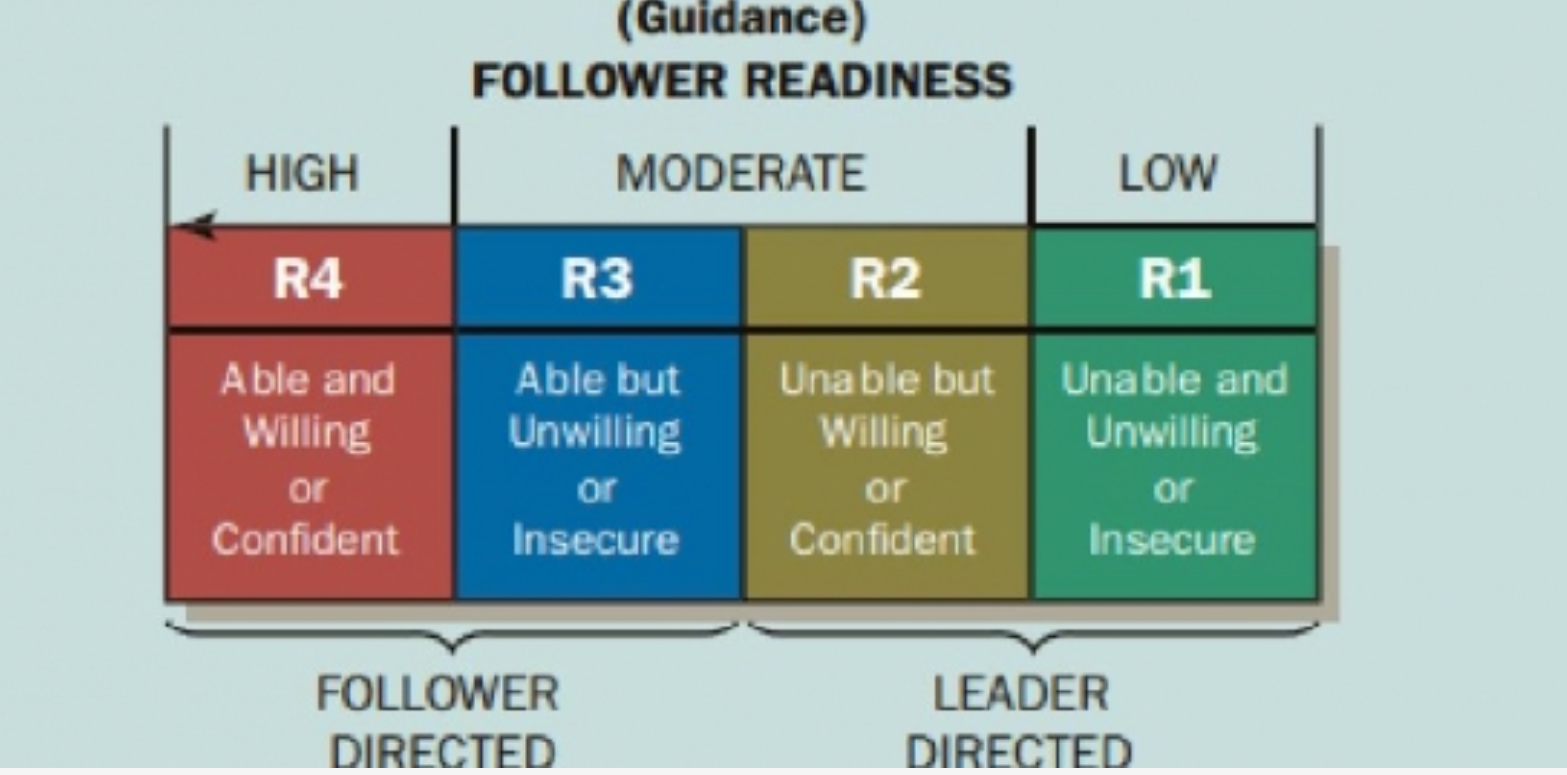 (Guidance)
FOLLOWER READINESS
HIGH
MODERATE
LOW
R4
R3
R2
R1
Able and
Willing
or
Confident
Able but
Unwilling
or
Insecure
Unable but
Willing
or
Confident
Unable and
Unwilling
or
Insecure
FOLLOWER
DIRECTED
LEADER
DIRECTED